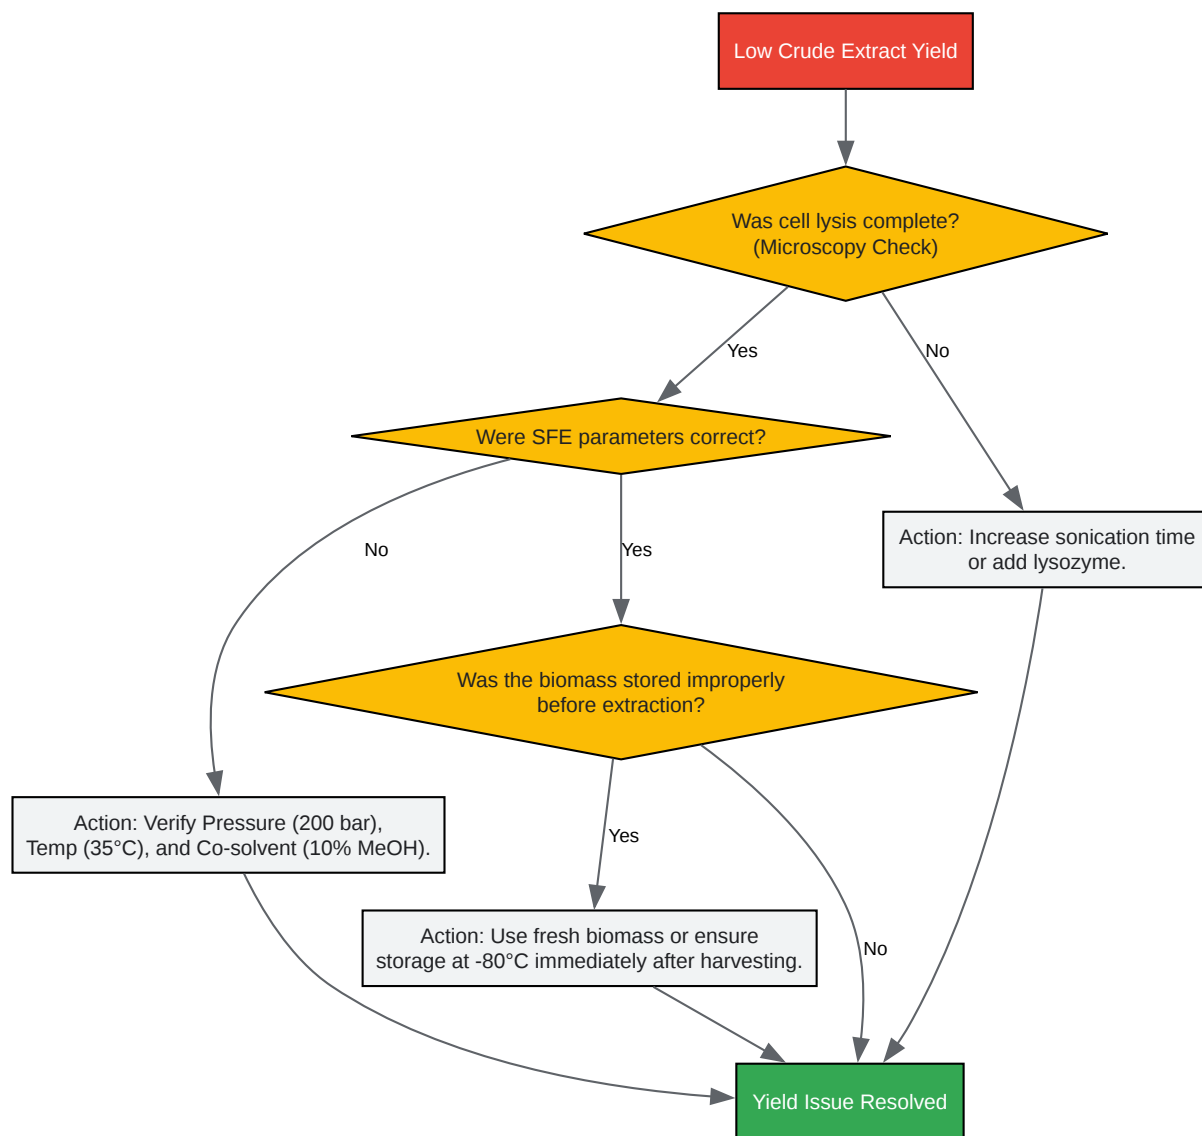 Low Crude Extract Yield
Was cell lysis complete?
(Microscopy Check)
Yes
No
Were SFE parameters correct?
Action: Increase sonication time
or add lysozyme.
No
Yes
Was the biomass stored improperly
before extraction?
Action: Verify Pressure (200 bar),
Temp (35°C), and Co-solvent (10% MeOH).
Yes
Action: Use fresh biomass or ensure
storage at -80°C immediately after harvesting.
No
Yield Issue Resolved